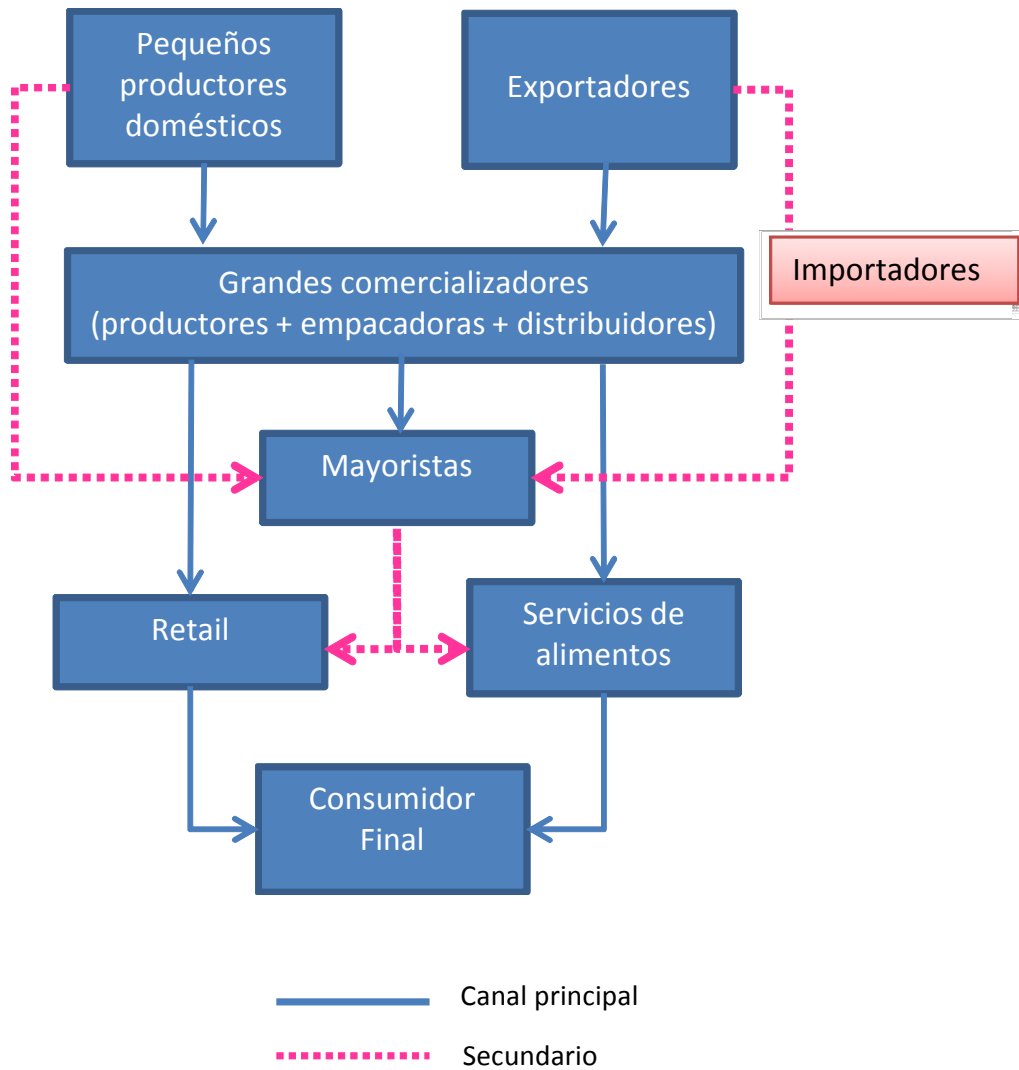 Pequeños
productores
domésticos
Exportadores
Importadores
Grandes comercializadores
(productores + empacadoras + distribuidores)
Mayoristas
Retail
Servicios de
alimentos
Consumidor
Final
Canal principal
Secundario